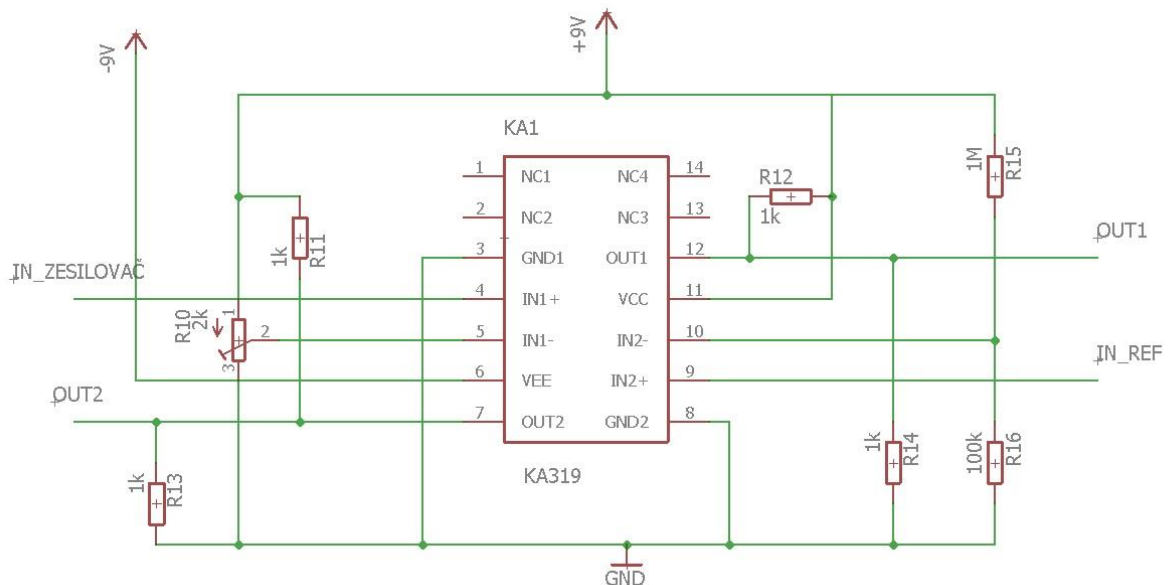 -9V
+9V
KA1
1 NC1 NC4 14
2 NC2 NC3 13
3 GND1 OUT1 12
4 IN1+ VCC 11
5 IN1- IN2- 10
6 VEE IN2+ 9
7 OUT2 GND2 8
KA319
R12
1k
1M
R15
OUT1
1k
R11
IN_ZESILOVAČ
R10
2k
1
2
3
IN_REF
OUT2
1k
R13
1k
R14
100k
R16
GND